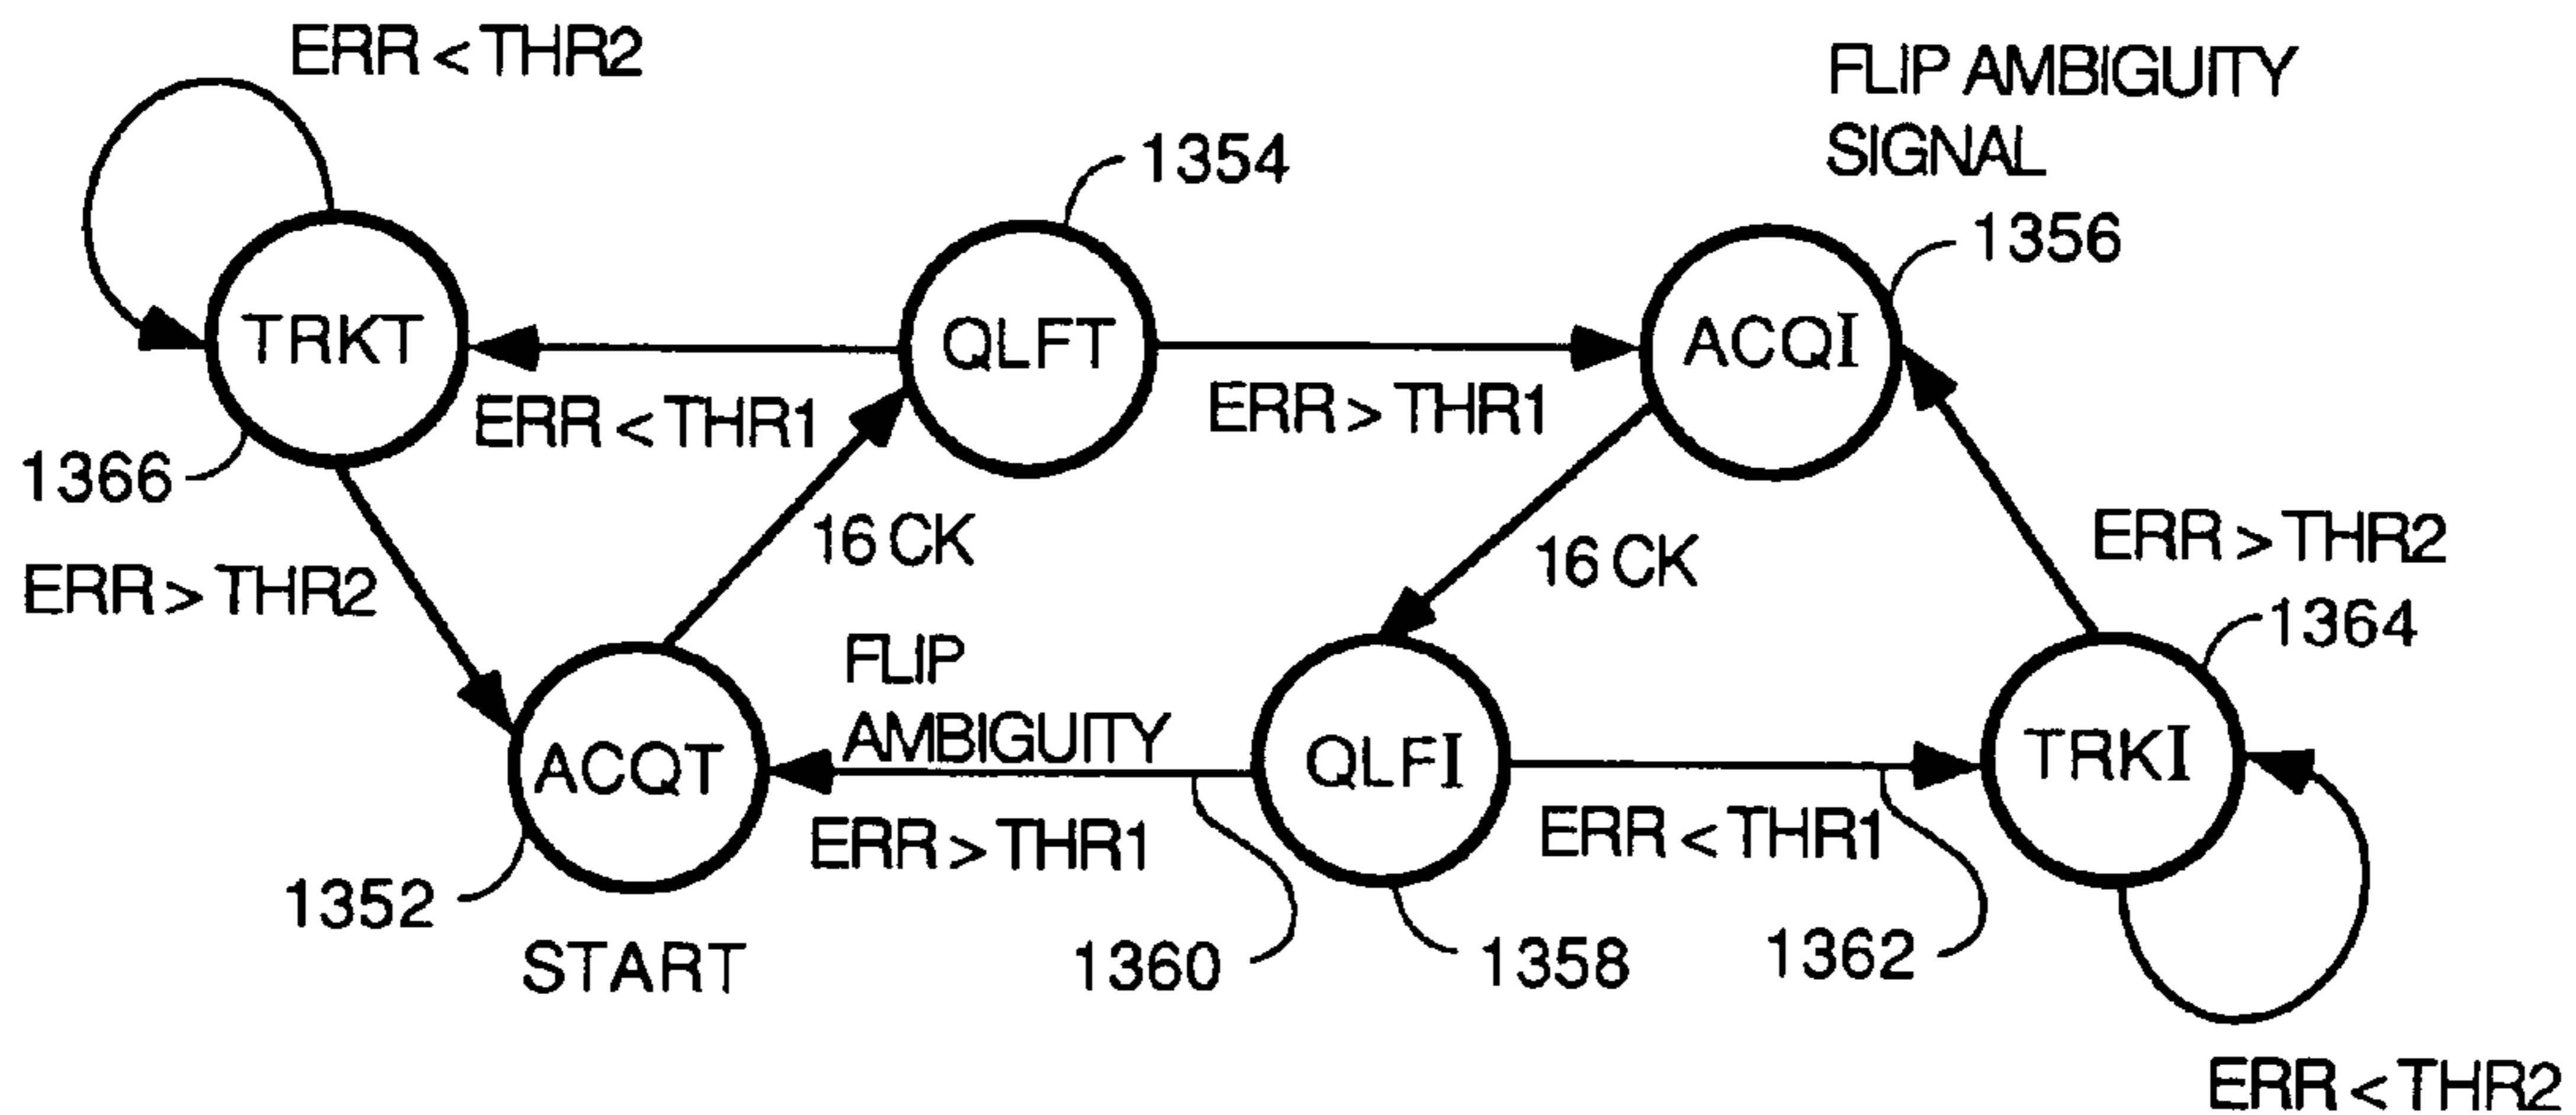 ERR < THR2
FLIP AMBIGUITY
SIGNAL
1354
1356
TRKT
QLFT
ACQI
ERR < THR1
ERR > THR1
1366
16 CK
ERR > THR2
16 CK
ERR > THR2
1364
FLIP
AMBIGUITY
ACQT
QLFI
TRKI
ERR > THR1
ERR < THR1
1352
1360
1358
1362
START
ERR < THR2